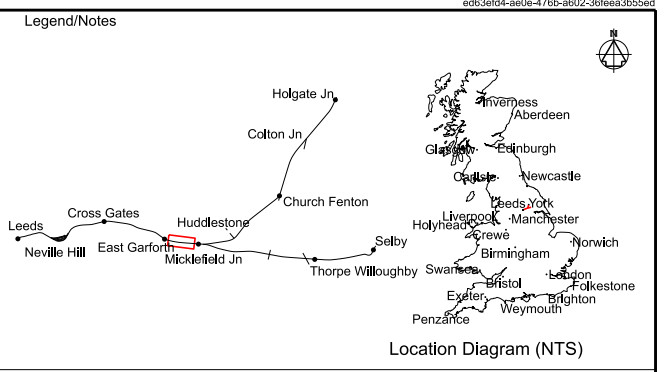 ed63efd4-ae0e-476b-a602-36feea3b55ed
Legend/Notes
N
Holgate Jn
Colton Jn
Church Fenton
Huddlestone
Cross Gates
Leeds
Neville Hill
East Garforth
Micklefield Jn
Selby
Thorpe Willoughby
Inverness
Aberdeen
Glasgow
Edinburgh
Carlisle
Newcastle
Leeds
York
Liverpool
Manchester
Holyhead
Crewe
Norwich
Birmingham
Swansea
London
Bristol
Folkestone
Exeter
Brighton
Weymouth
Penzance
Location Diagram (NTS)